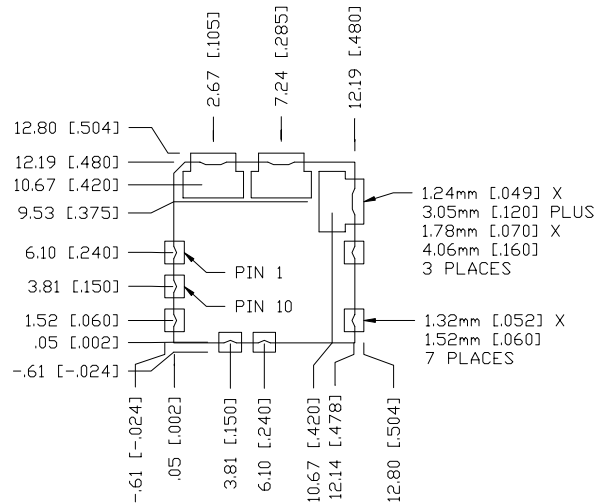 2.67 [.105]
7.24 [.285]
12.19 [.480]
12.80 [.504]
12.19 [.480]
10.67 [.420]
9.53 [.375]
6.10 [.240]
3.81 [.150]
1.52 [.060]
.05 [.002]
-.61 [-.024]
PIN 1
PIN 10
1.24mm [.049] X
3.05mm [.120] PLUS
1.78mm [.070] X
4.06mm [.160]
3 PLACES
1.32mm [.052] X
1.52mm [.060]
7 PLACES
-.61 [-.024]
.05 [.002]
3.81 [.150]
6.10 [.240]
10.67 [.420]
12.14 [.478]
12.80 [.504]